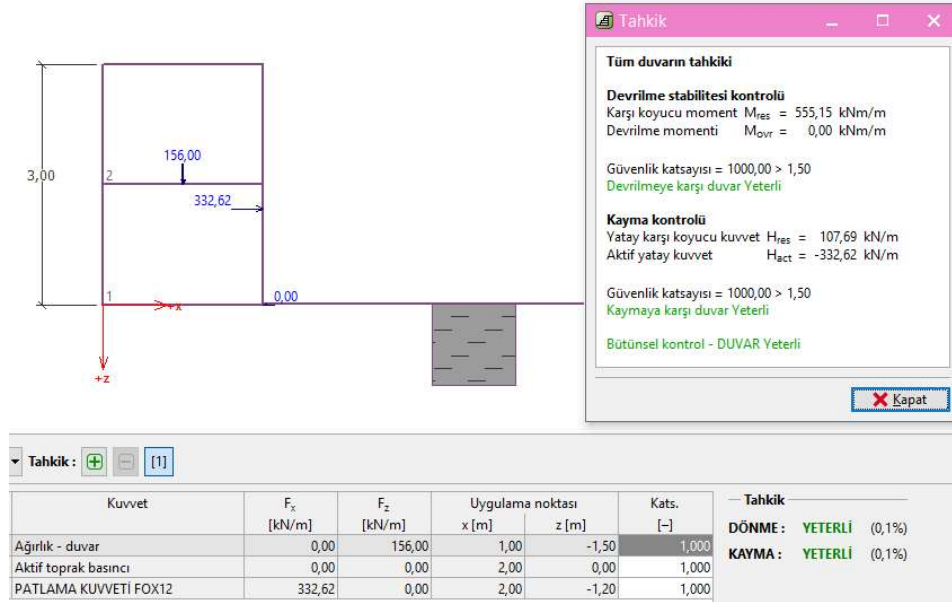 Tahkik
Tüm duvarın tahkiki
Devrilme stabilitesi kontrolü
Karşı koyucu moment Mres = 555,15 kNm/m
Devrilme momenti Movr = 0,00 kNm/m
Güvenlik katsayısı = 1000,00 > 1,50
Devrilmeye karşı duvar Yeterli
Kayma kontrolü
Yatay karşı koyucu kuvvet Hres = 107,69 kN/m
Aktif yatay kuvvet Hact = -332,62 kN/m
Güvenlik katsayısı = 1000,00 > 1,50
Kaymaya karşı duvar Yeterli
Bütünsel kontrol - DUVAR Yeterli
Kapat
156,00
3,00
2
332,62
1
0,00
+x
+z
Tahkik : [1]
Kuvvet Fx Fz Uygulama noktası Kats.
[kN/m] [kN/m] x [m] z [m] [–]
Ağırlık - duvar 0,00 156,00 1,00 -1,50 1,000
Aktif toprak basıncı 0,00 0,00 2,00 0,00 1,000
PATLAMA KUVVETİ FOX12 332,62 0,00 2,00 -1,20 1,000
Tahkik
DÖNME : YETERLİ (0,1%)
KAYMA : YETERLİ (0,1%)